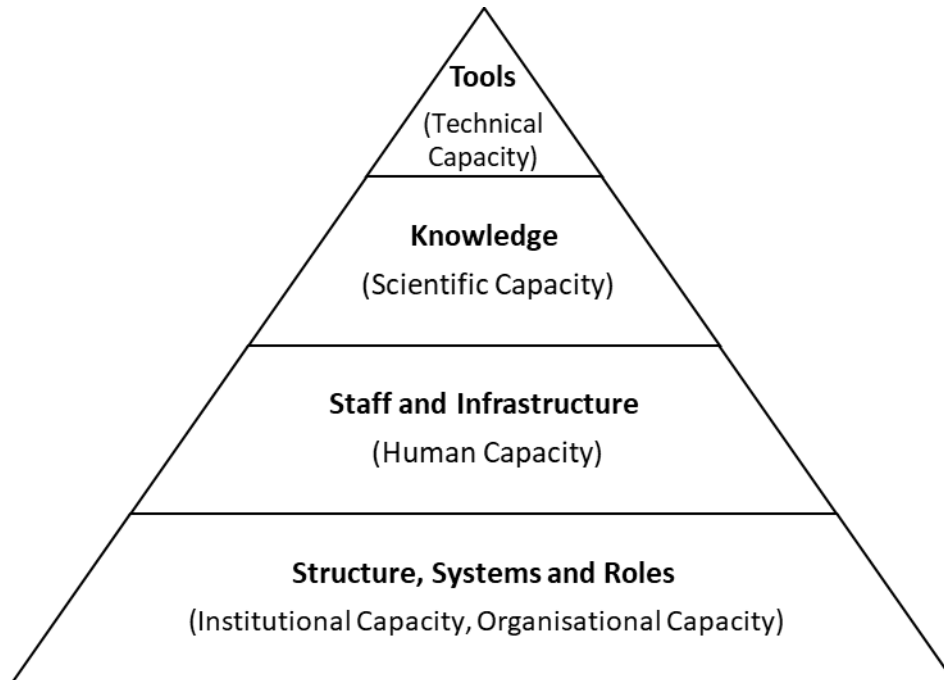 Tools
(Technical
Capacity)
Knowledge
(Scientific Capacity)
Staff and Infrastructure
(Human Capacity)
Structure, Systems and Roles
(Institutional Capacity, Organisational Capacity)